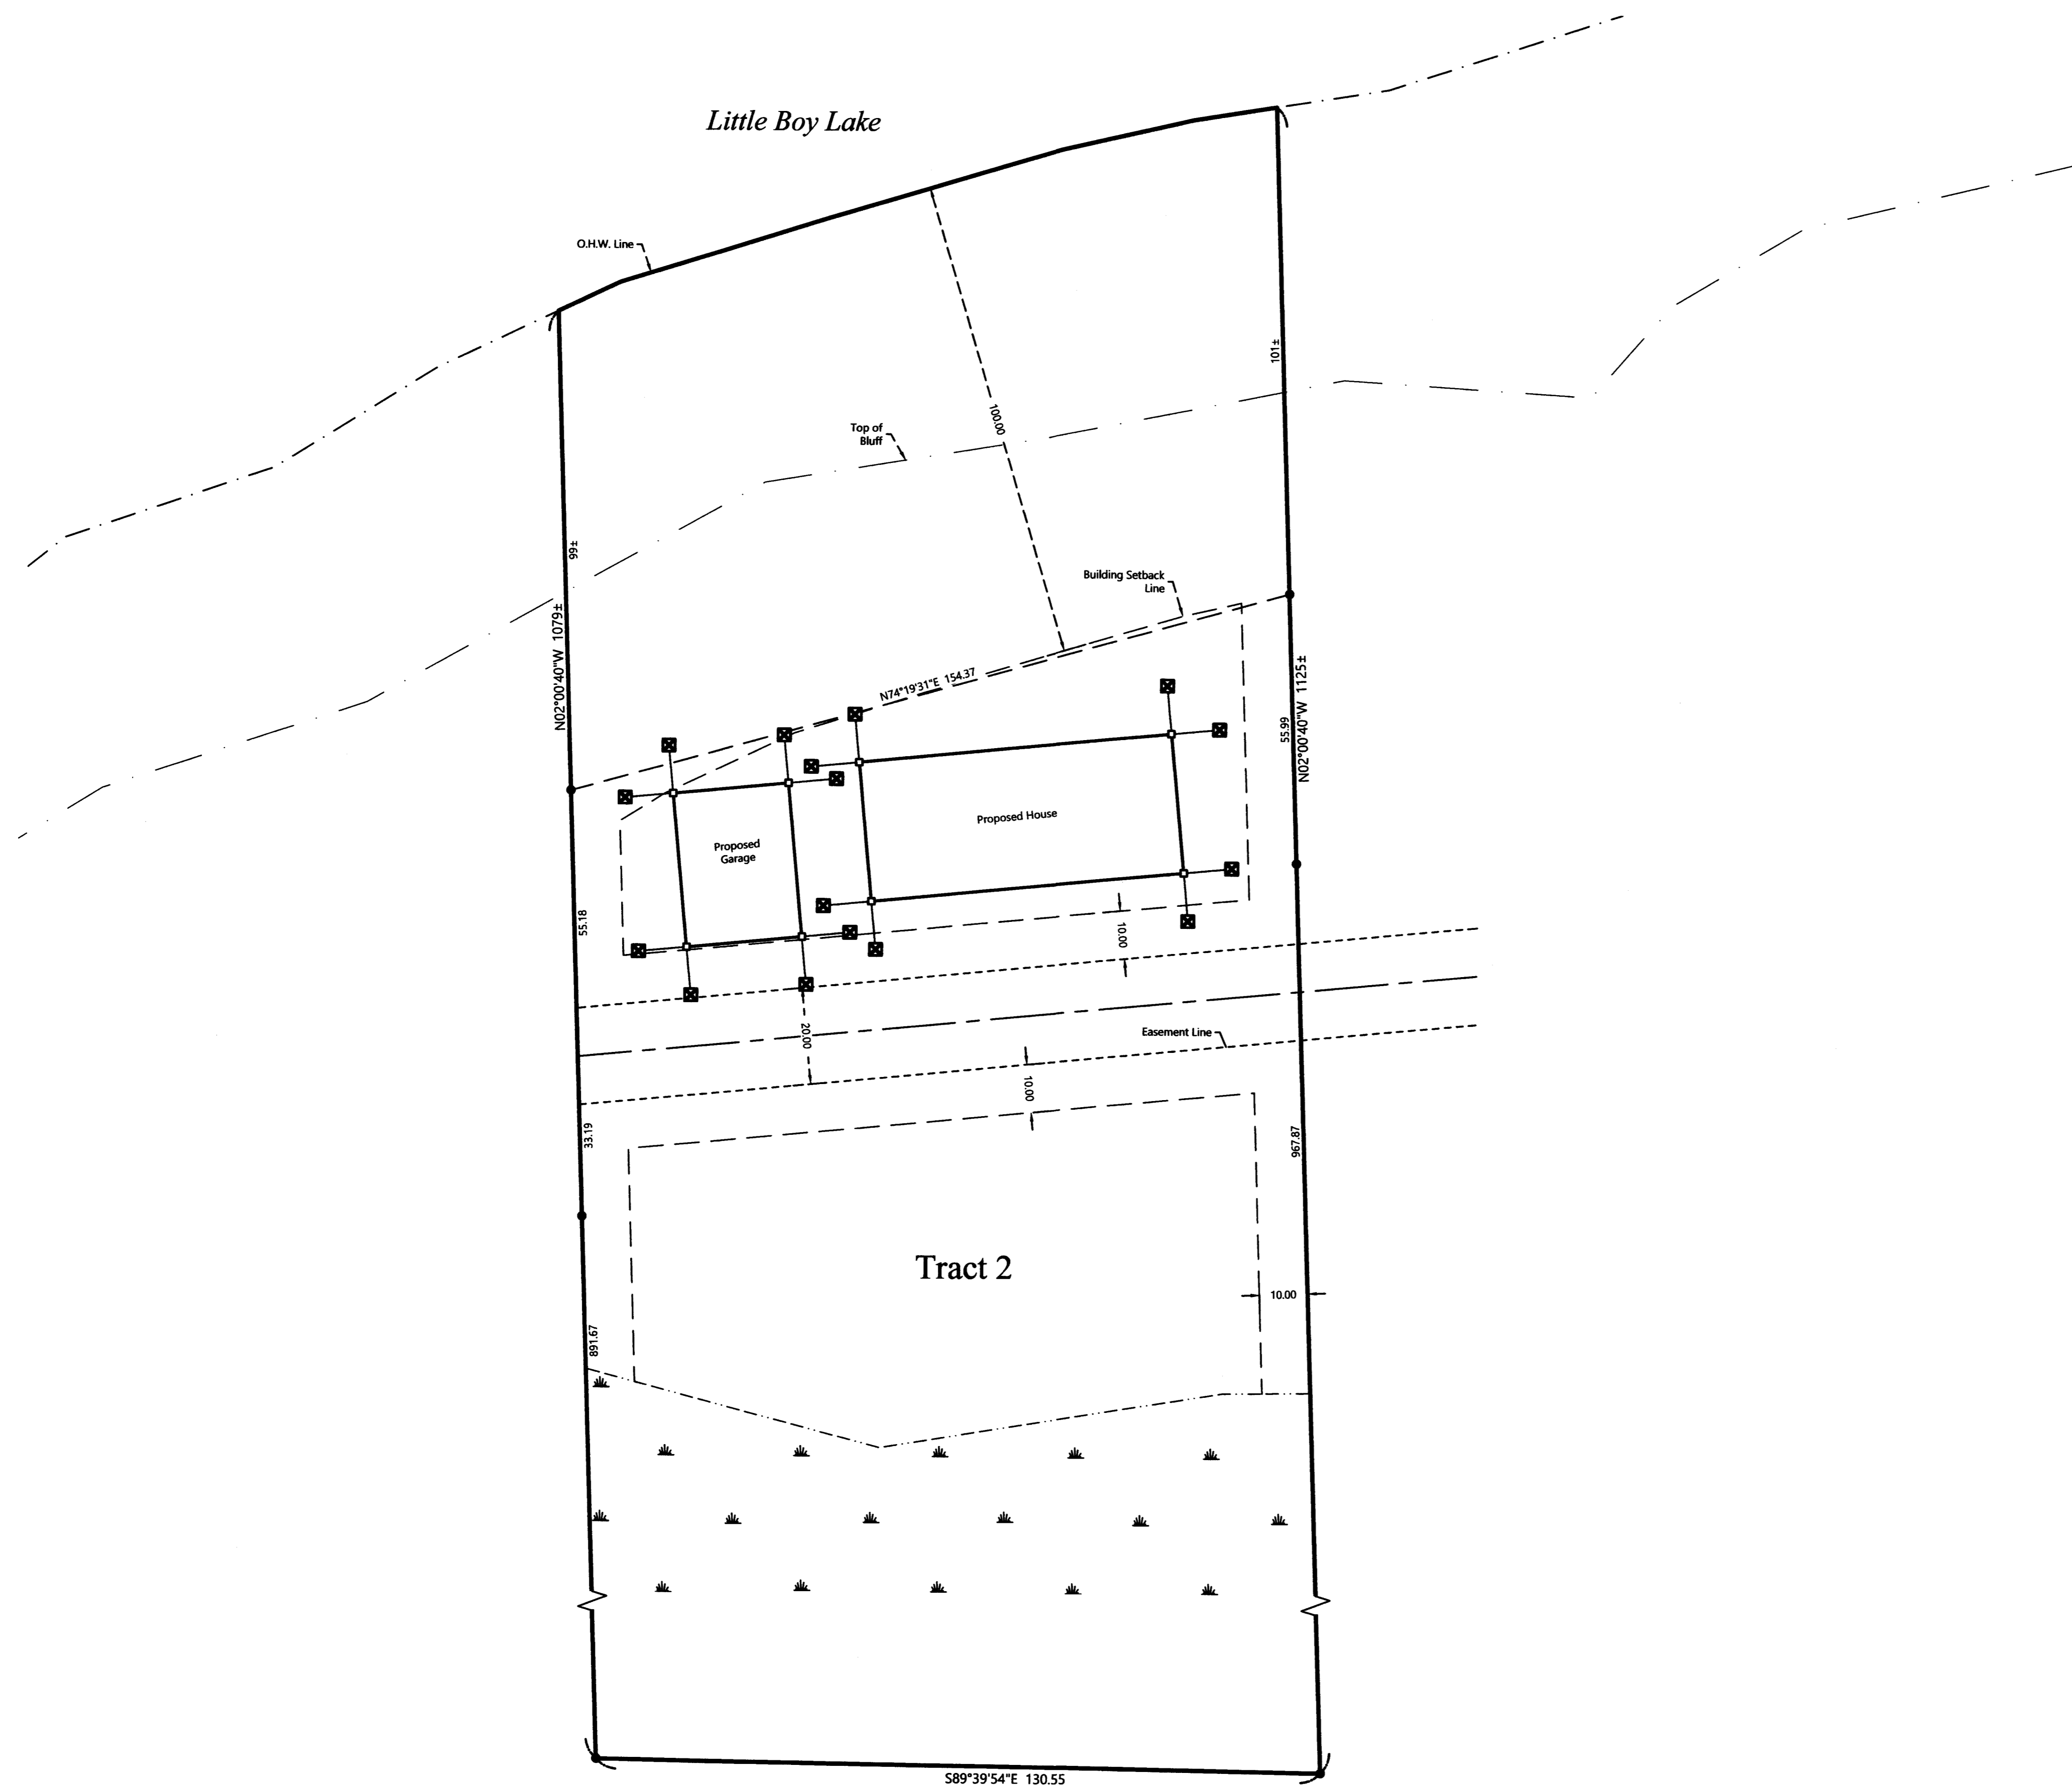 Little Boy Lake
O.H.W. Line
101±
100.00
Top of
Bluff
99±
Building Setback
Line
N02°00'40"W 1079±
N74°19'31"E 154.37
N02°00'40"W 1125±
55.99
Proposed House
Proposed
Garage
55.18
10.00
20.00
Easement Line
10.00
33.19
967.87
Tract 2
10.00
891.67
S89°39'54"E 130.55